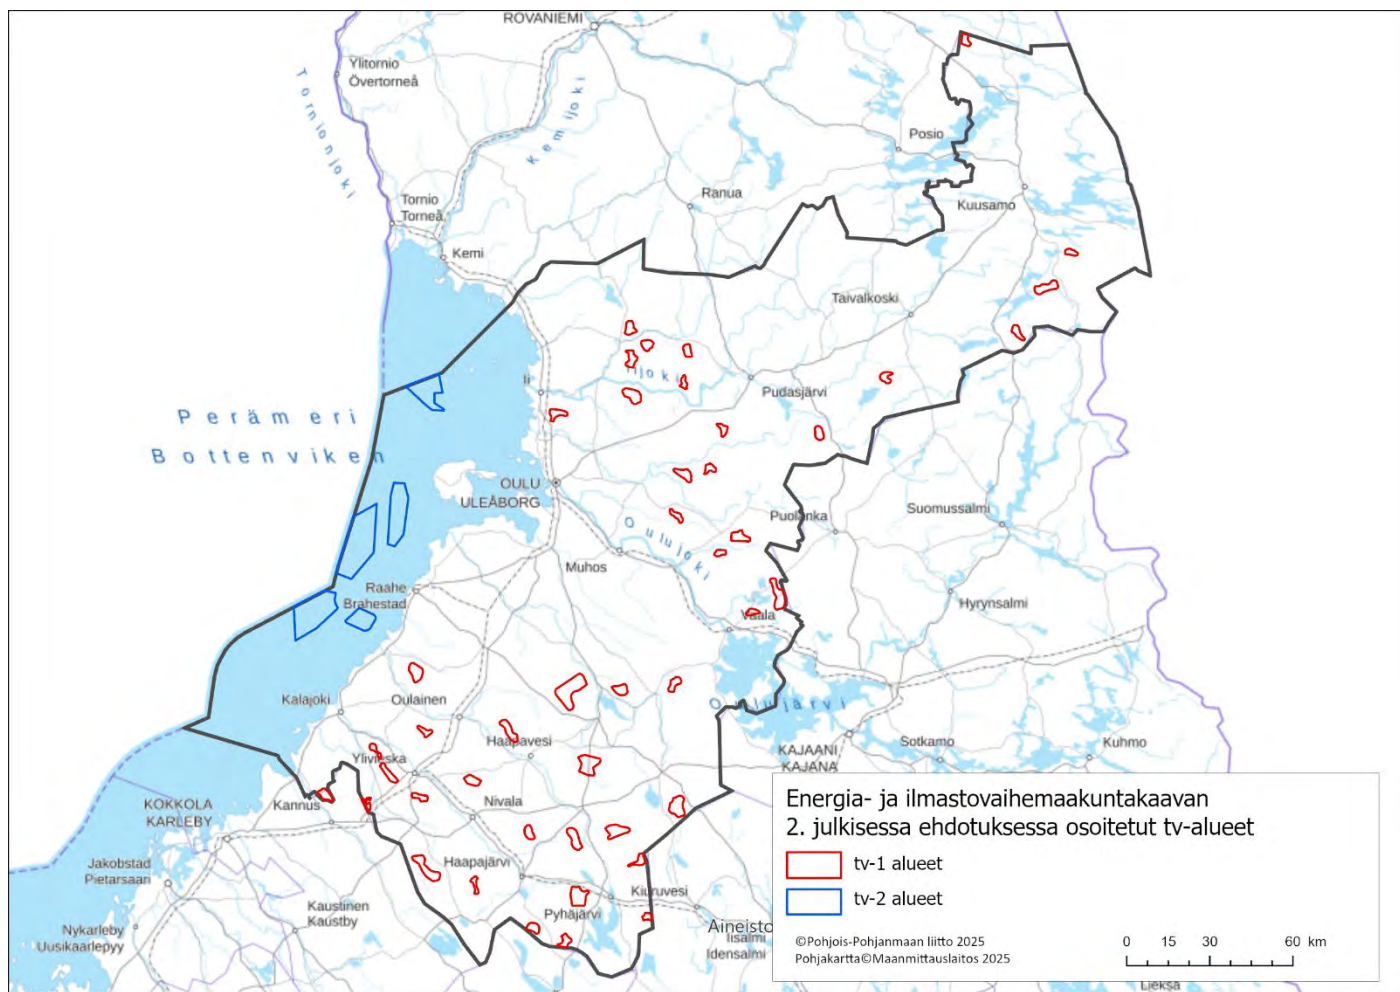 ROVANIEMI
Ylitornio
Övertorneå
Tornionjoki
Kemijoki
Posio
Ranua
Tornio
Torneå
Kuusamo
Kemi
Taivalkoski
Ii
Iijoki
Pudasjärvi
Perämeri
Bottenviken
OULU
ULEÅBORG
Oulujoki
Puolanka
Suomussalmi
Muhos
Raahe
Brahestad
Hyrynsalmi
Vaala
Kalajoki
Oulainen
Oulujärvi
Haapavesi
Ylivieska
KAJAANI
KAJANA
Sotkamo
Kuhmo
KOKKOLA
KARLEBY
Kannus
Nivala
Jakobstad
Pietarsaari
Haapajärvi
Kiuruvesi
Kaustinen
Kaustby
Pyhäjärvi
Nykarleby
Uusikaarlepyy
Aineisto
Iisalmi
Idensalmi
Energia- ja ilmastovaihemaakuntakaavan
2. julkisessa ehdotuksessa osoitetut tv-alueet
tv-1 alueet
tv-2 alueet
©Pohjois-Pohjanmaan liitto 2025
Pohjakartta©Maanmittauslaitos 2025
0 15 30 60 km
Lieksa